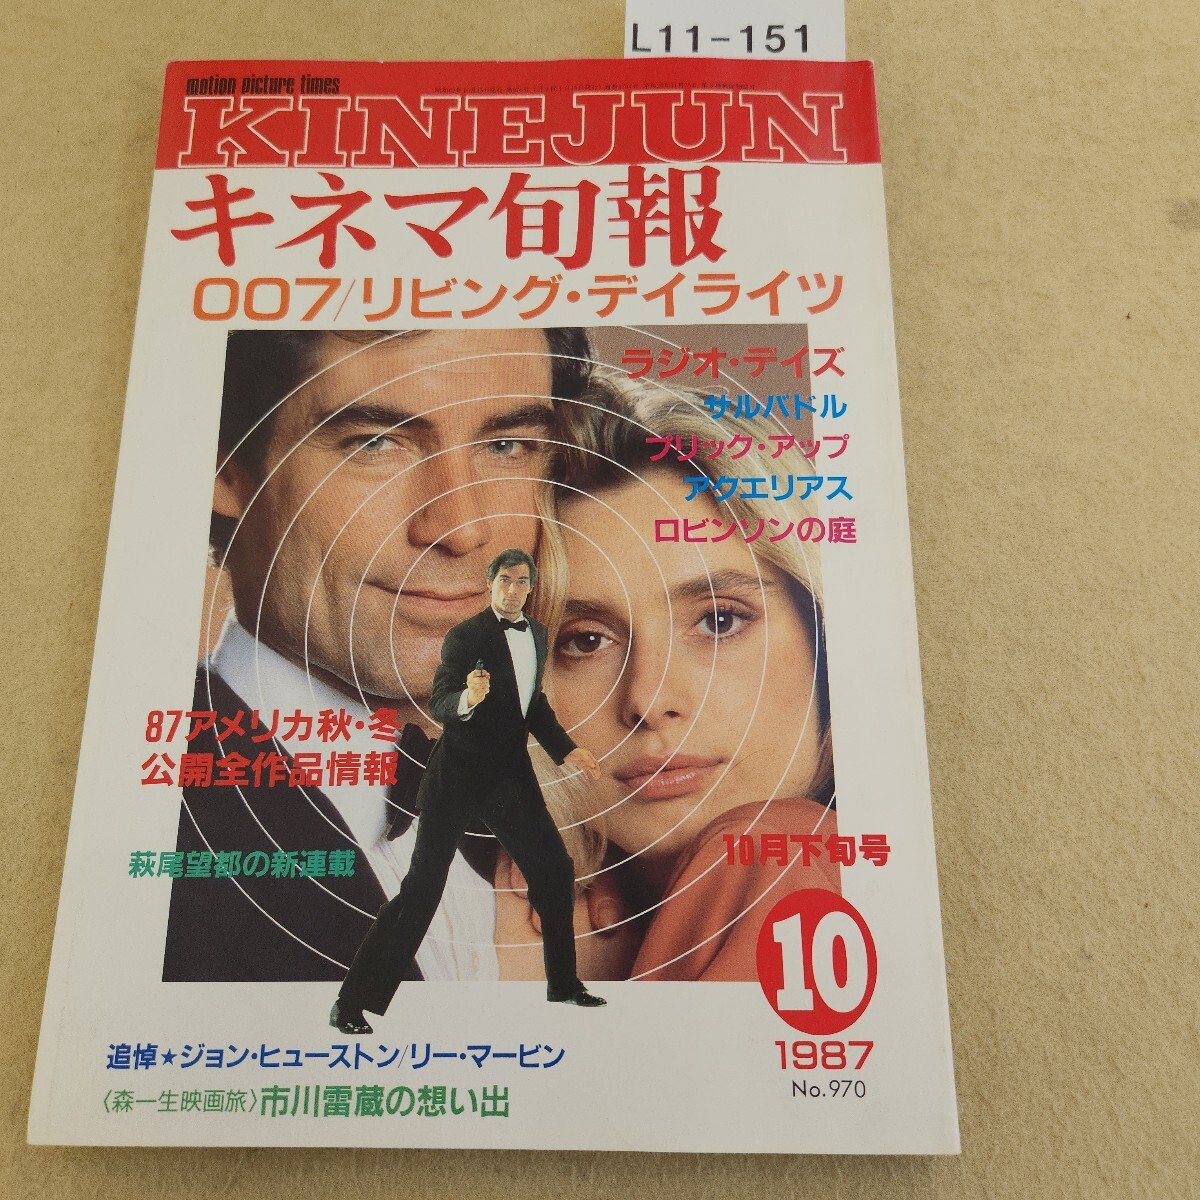 L11-151
motion picture times
KINEJUN
キネマ旬報
007/リビング・デイライツ
ラジオ・デイズ
サルバドル
プリック・アップ
アクエリアス
ロビンソンの庭
87アメリカ秋・冬
公開全作品情報
萩尾望都の新連載
10月下旬号
10
1987
No.970
追悼★ジョン・ヒューストン/リー・マービン
〈森一生映画旅〉市川雷蔵の想い出